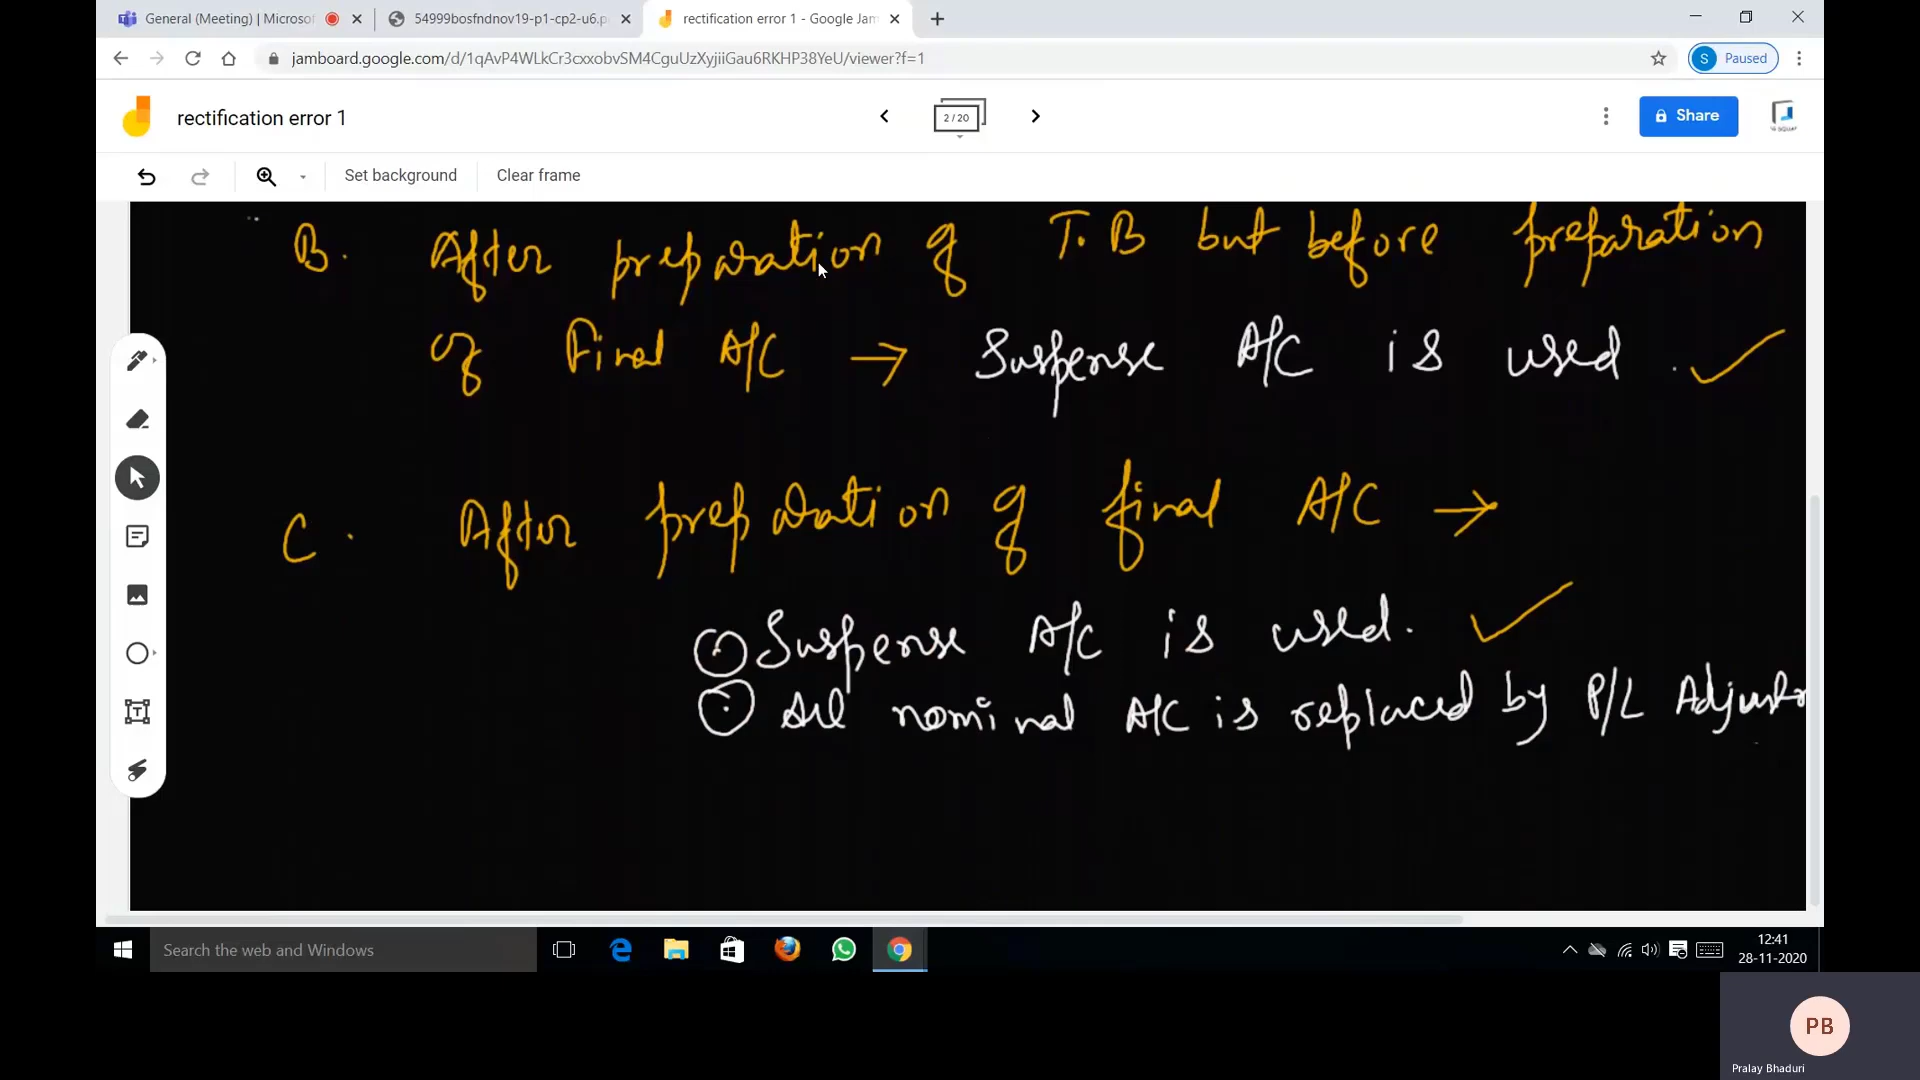 General (Meeting) | Microsof
54999bosfndnov19-p1-cp2-u6.p
rectification error 1 - Google Jam
jamboard.google.com/d/1qAvP4WLkCr3cxxobvSM4CguUzXyjiiGau6RKHP38YeU/viewer?f=1
S Paused
rectification error 1
2 / 20
Share
Set background
Clear frame
B. After preparation of T.B but before preparation
of Final A/C → Suspense A/C is used.
C. After preparation of final A/C →
Suspense A/C is used.
All nominal A/C is replaced by P/L Adjust
Search the web and Windows
12:41
28-11-2020
PB
Pralay Bhaduri